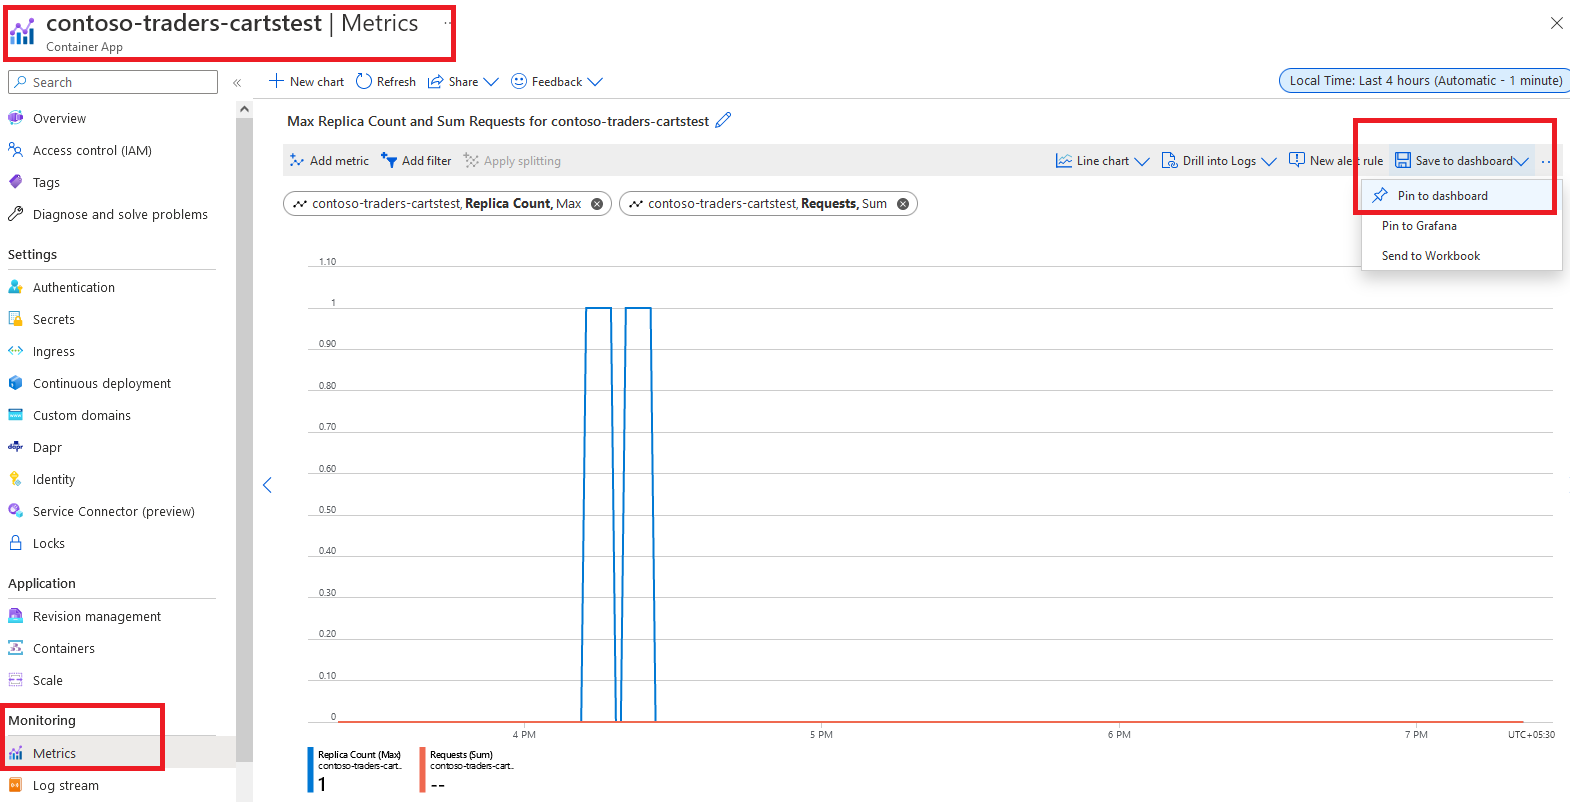 contoso-traders-cartstest | Metrics ...
Container App
Search
«
New chart Refresh Share Feedback
Local Time: Last 4 hours (Automatic - 1 minute)
Overview
Access control (IAM)
Tags
Diagnose and solve problems
Settings
Authentication
Secrets
Ingress
Continuous deployment
Custom domains
dapr Dapr
Identity
Service Connector (preview)
Locks
Application
Revision management
Containers
Scale
Monitoring
Metrics
Log stream
Max Replica Count and Sum Requests for contoso-traders-cartstest
Add metric Add filter Apply splitting
Line chart Drill into Logs New alert rule Save to dashboard ...
Pin to dashboard
Pin to Grafana
Send to Workbook
contoso-traders-cartstest, Replica Count, Max
contoso-traders-cartstest, Requests, Sum
1.10
1
0.90
0.80
0.70
0.60
0.50
0.40
0.30
0.20
0.10
0
4 PM 5 PM 6 PM 7 PM UTC+05:30
Replica Count (Max)
contoso-traders-cart..
1
Requests (Sum)
contoso-traders-cart..
--